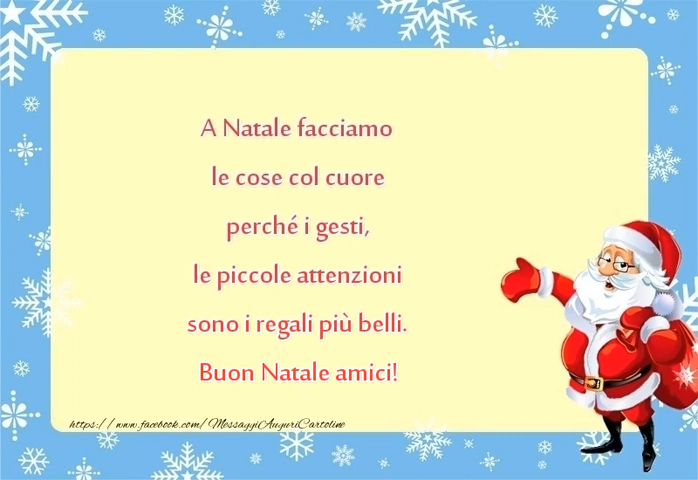 A Natale facciamo
le cose col cuore
perché i gesti,
le piccole attenzioni
sono i regali più belli.
Buon Natale amici!
https://www.facebook.com/MessaggiAuguriCartoline